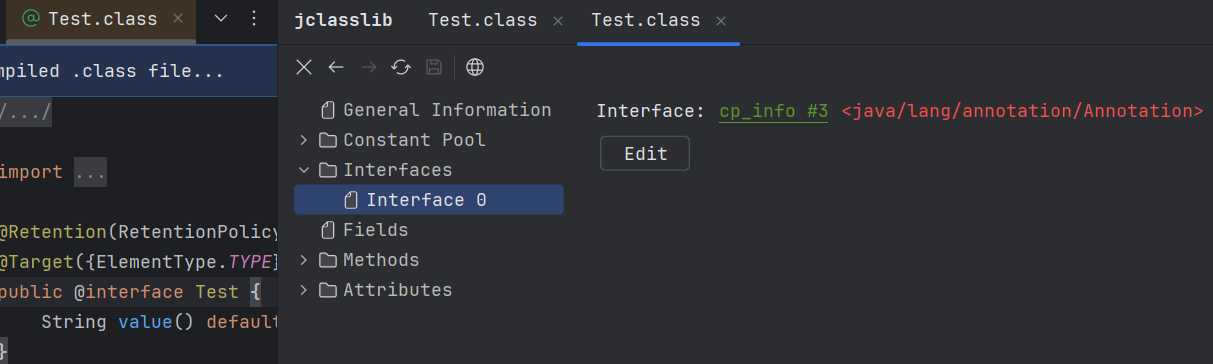 Test.class
mpiled .class file...
/.../
import ...
@Retention(RetentionPolicy
@Target({ElementType.TYPE}
public @interface Test {
String value() default
}
jclasslib Test.class Test.class
General Information
Constant Pool
Interfaces
Interface 0
Fields
Methods
Attributes
Interface: cp_info #3 <java/lang/annotation/Annotation>
Edit